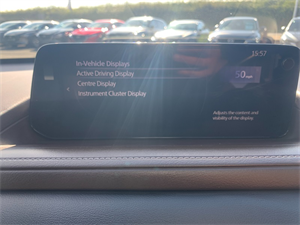 15:57
In-Vehicle Displays
Active Driving Display
Centre Display
Instrument Cluster Display
Adjusts the content and
visibility of the display